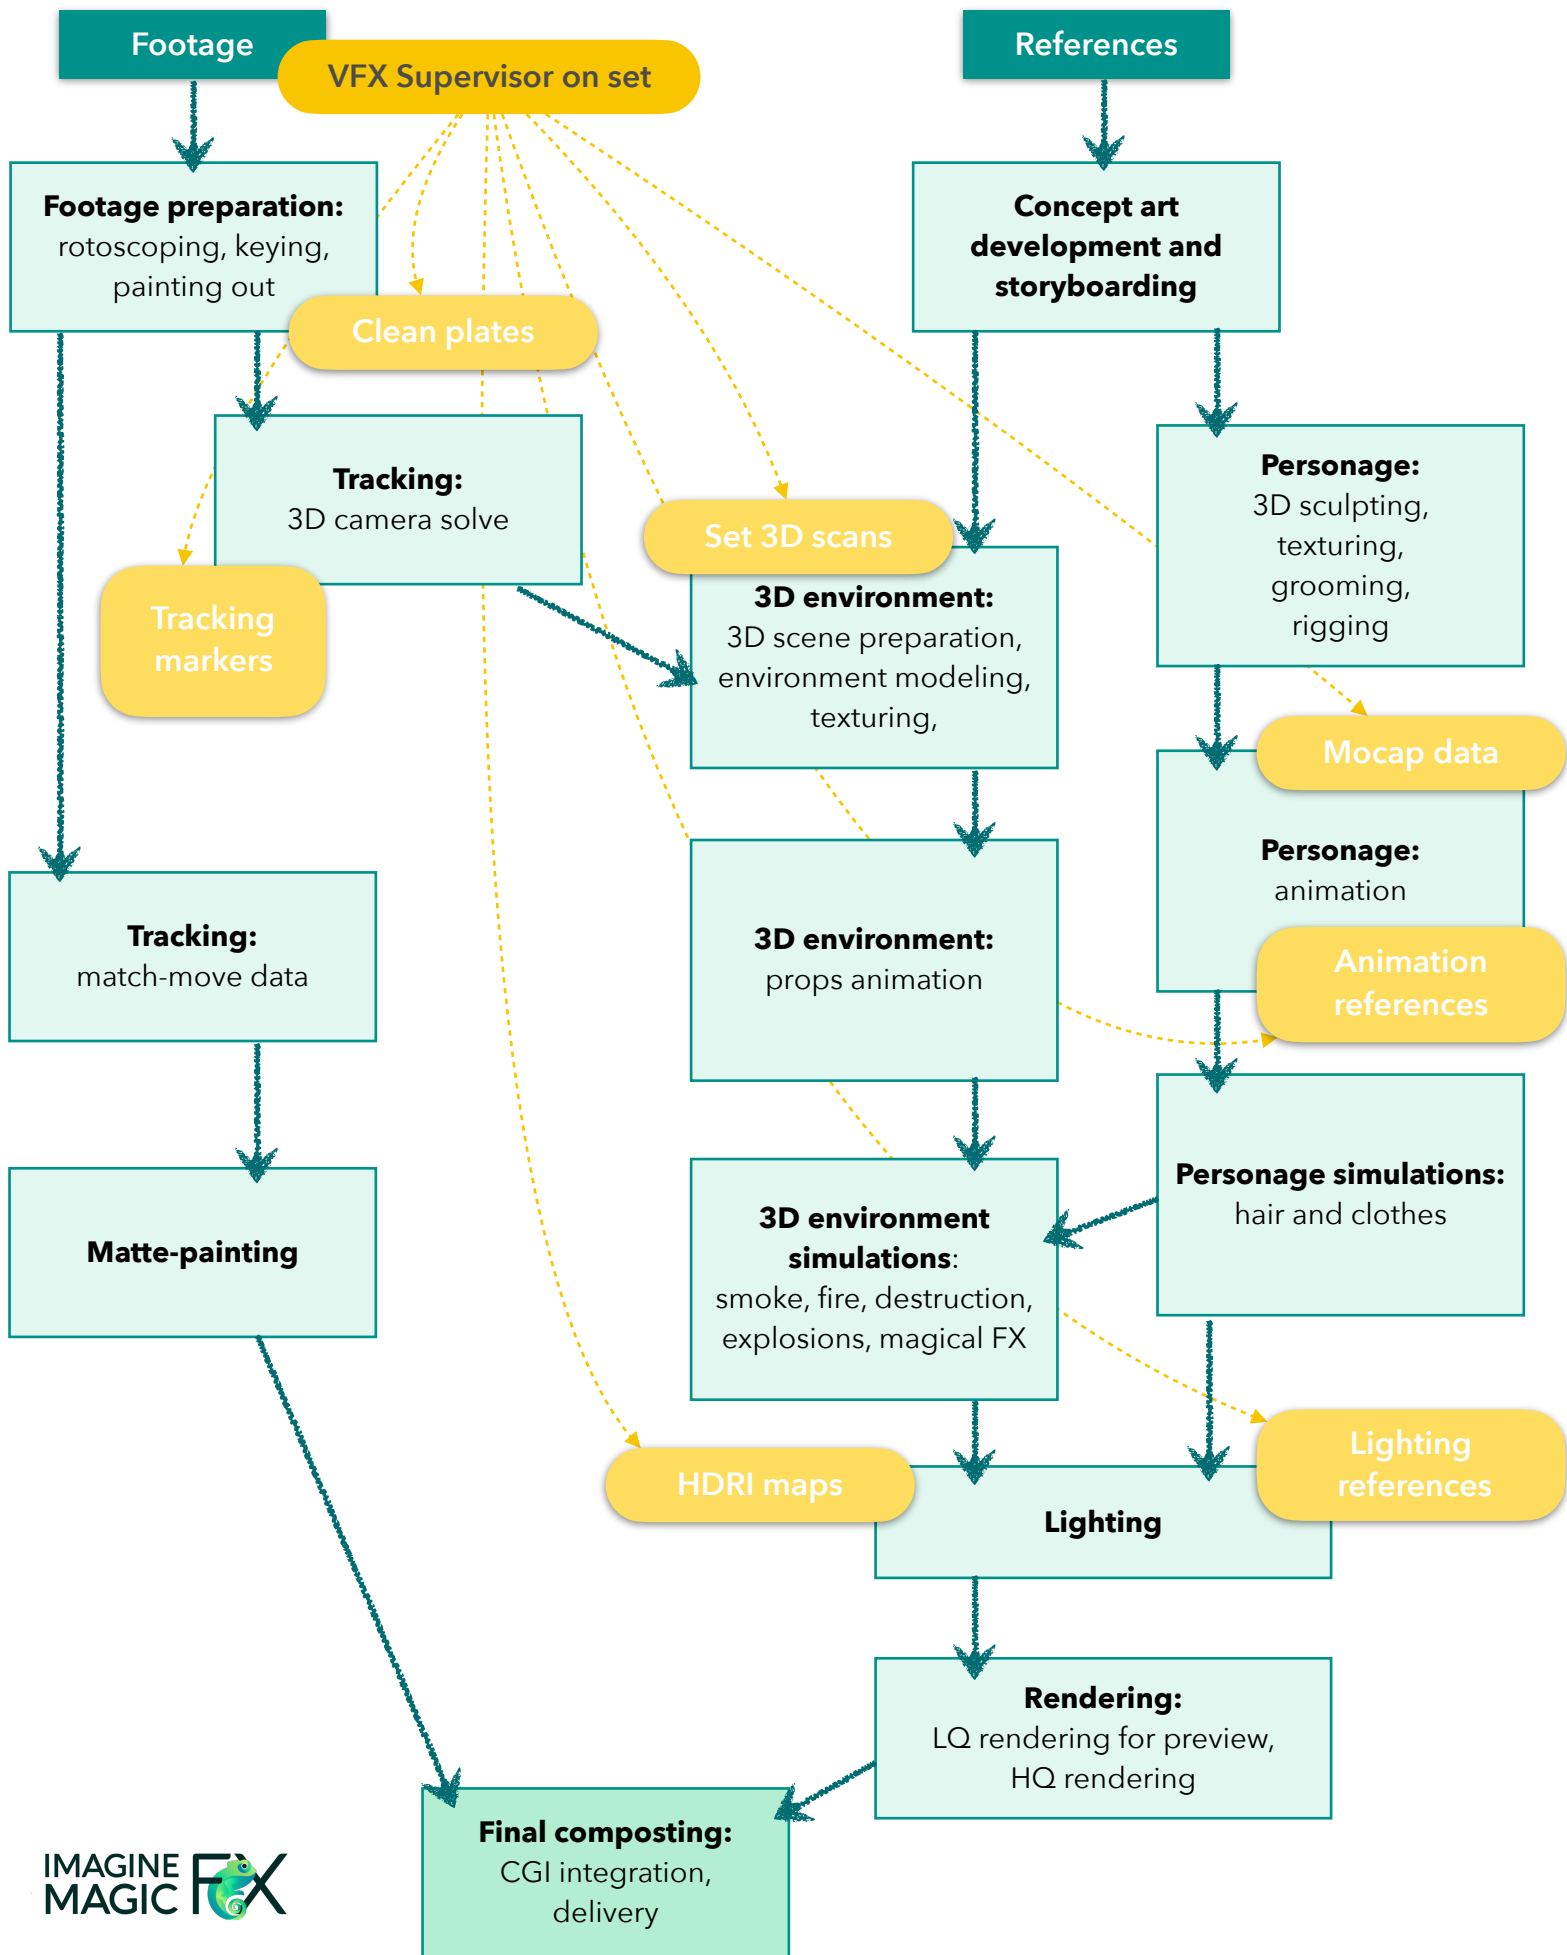 Footage
VFX Supervisor on set
References
Footage preparation:
rotoscoping, keying,
painting out
Concept art
development and
storyboarding
Clean plates
Tracking:
3D camera solve
Personage:
3D sculpting,
texturing,
grooming,
rigging
Set 3D scans
Tracking
markers
3D environment:
3D scene preparation,
environment modeling,
texturing,
Mocap data
Personage:
animation
Tracking:
match-move data
3D environment:
props animation
Animation
references
Matte-painting
3D environment
simulations:
smoke, fire, destruction,
explosions, magical FX
Personage simulations:
hair and clothes
HDRI maps
Lighting
references
Lighting
Rendering:
LQ rendering for preview,
HQ rendering
Final composting:
CGI integration,
delivery
IMAGINE
MAGIC FX